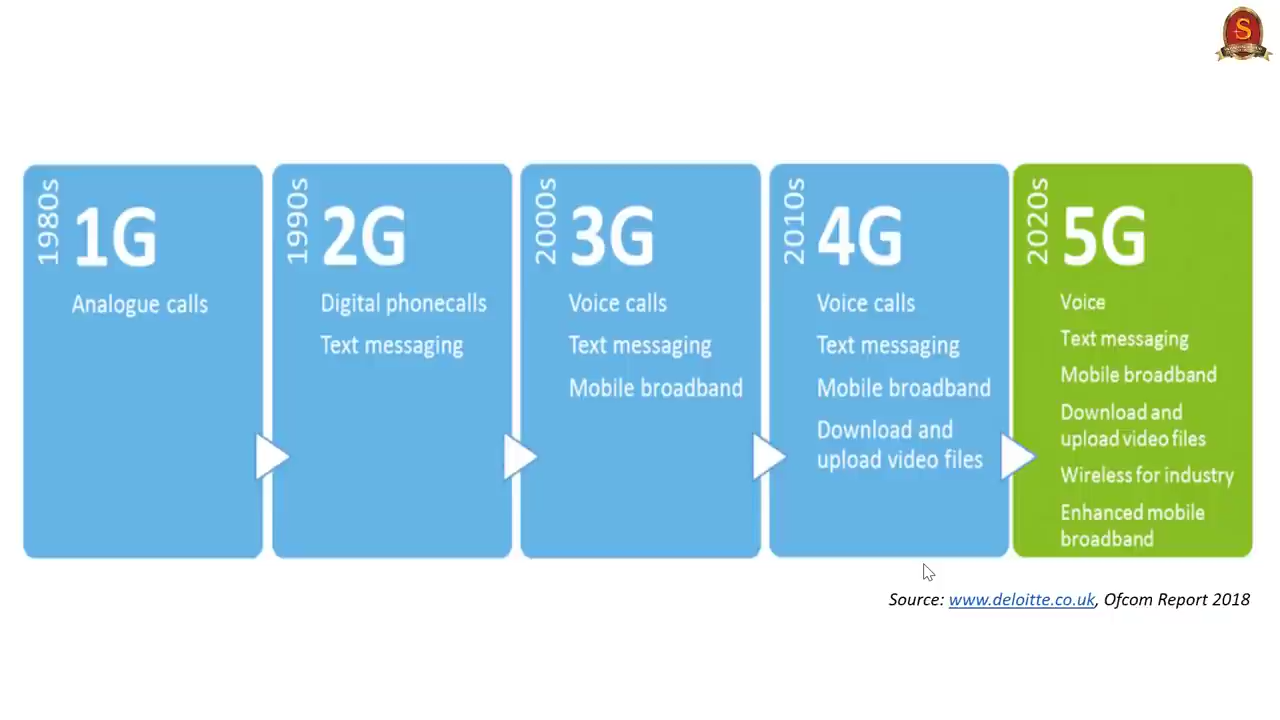 S
1980s
1G
Analogue calls
1990s
2G
Digital phonecalls
Text messaging
2000s
3G
Voice calls
Text messaging
Mobile broadband
2010s
4G
Voice calls
Text messaging
Mobile broadband
Download and
upload video files
2020s
5G
Voice
Text messaging
Mobile broadband
Download and
upload video files
Wireless for industry
Enhanced mobile
broadband
Source: www.deloitte.co.uk, Ofcom Report 2018